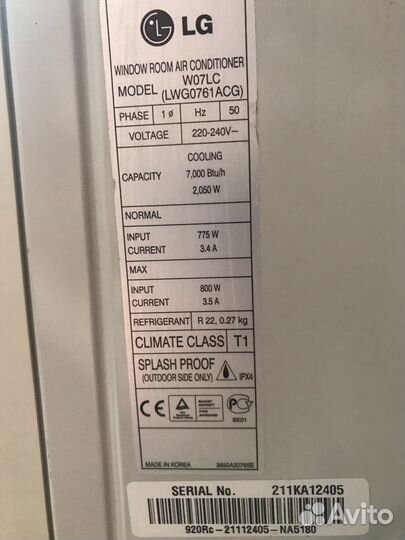 LG
WINDOW ROOM AIR CONDITIONER
MODEL W07LC
(LWG0761ACG)
PHASE 1ø Hz 50
VOLTAGE 220-240V~
COOLING
CAPACITY 7,000 Btu/h
2,050 W
NORMAL
INPUT 775 W
CURRENT 3.4 A
MAX
INPUT 800 W
CURRENT 3.5 A
REFRIGERANT R 22, 0.27 kg
CLIMATE CLASS T1
SPLASH PROOF
(OUTDOOR SIDE ONLY) IPX4
CE
BE01
MADE IN KOREA 3850A20765E
SERIAL No. 211KA12405
920Rc-21112405-NA5180
Avito